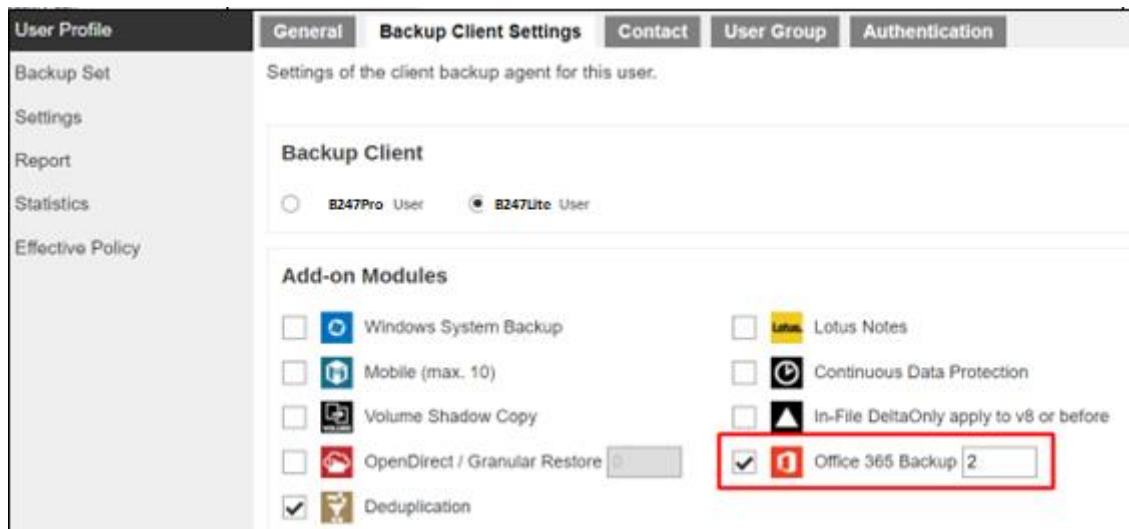 User Profile
General Backup Client Settings Contact User Group Authentication
Backup Set
Settings of the client backup agent for this user.
Settings
Report
Backup Client
Statistics
B247Pro User B247Lite User
Effective Policy
Add-on Modules
Windows System Backup
Lotus. Lotus Notes
Mobile (max. 10)
Continuous Data Protection
Volume Shadow Copy
In-File DeltaOnly apply to v8 or before
OpenDirect / Granular Restore 0
Office 365 Backup 2
Deduplication